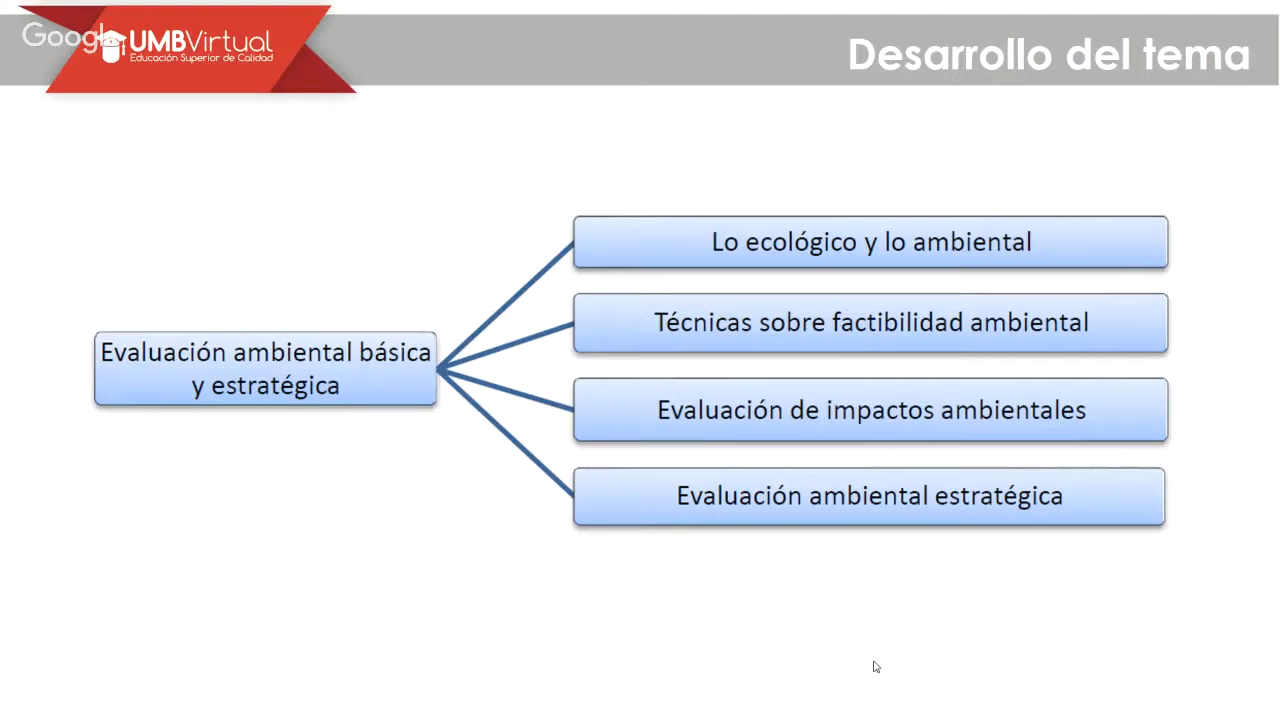 Google
UMBVirtual
Educación Superior de Calidad
Desarrollo del tema
Lo ecológico y lo ambiental
Técnicas sobre factibilidad ambiental
Evaluación ambiental básica
y estratégica
Evaluación de impactos ambientales
Evaluación ambiental estratégica